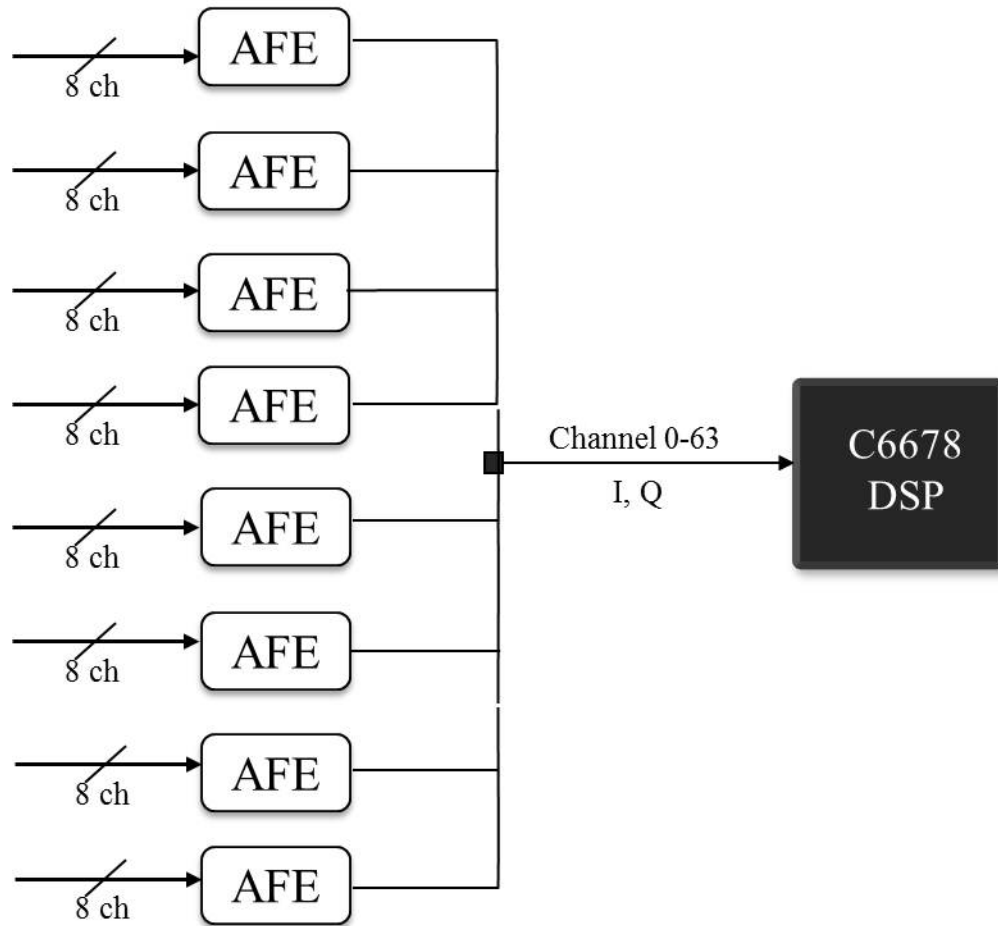 AFE
8 ch
AFE
8 ch
AFE
8 ch
AFE
8 ch
Channel 0-63
I, Q
C6678
DSP
AFE
8 ch
AFE
8 ch
AFE
8 ch
AFE
8 ch